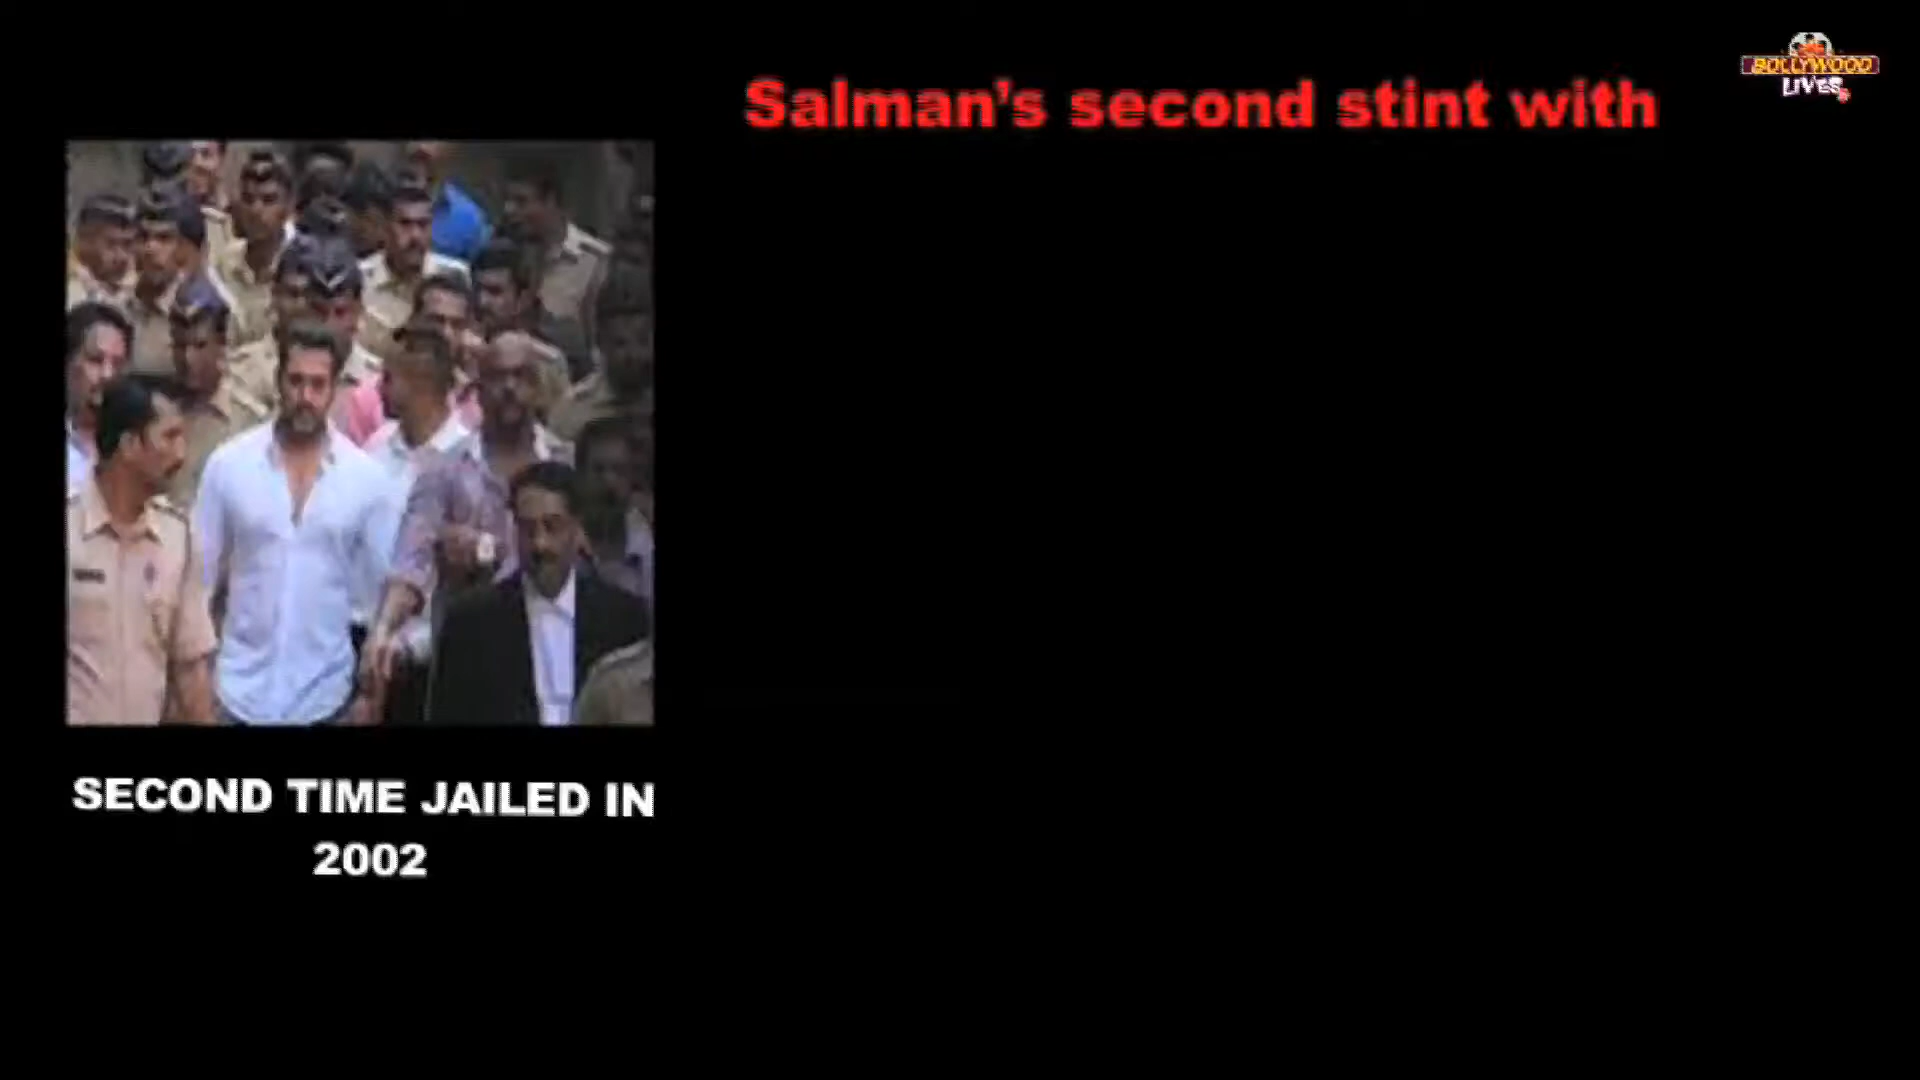 Salman's second stint with
BOLLYWOOD
LIVES
SECOND TIME JAILED IN
2002